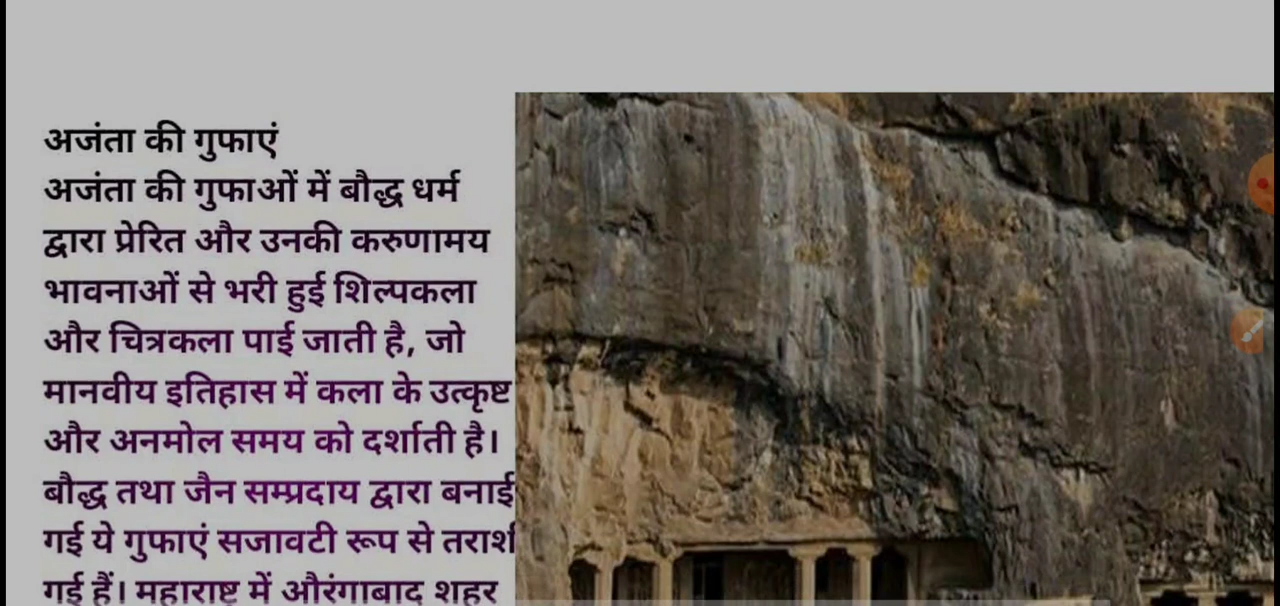 अजंता की गुफाएं
अजंता की गुफाओं में बौद्ध धर्म
द्वारा प्रेरित और उनकी करुणामय
भावनाओं से भरी हुई शिल्पकला
और चित्रकला पाई जाती है, जो
मानवीय इतिहास में कला के उत्कृष्ट
और अनमोल समय को दर्शाती है।
बौद्ध तथा जैन सम्प्रदाय द्वारा बनाई
गई ये गुफाएं सजावटी रूप से तराशी
गई हैं। महाराष्ट्र में औरंगाबाद शहर